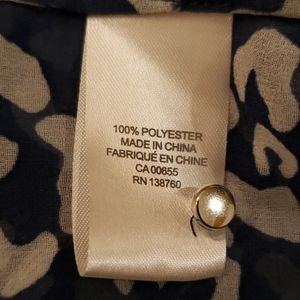 100% POLYESTER
MADE IN CHINA
FABRIQUÉ EN CHINE
CA 00655
RN 138760